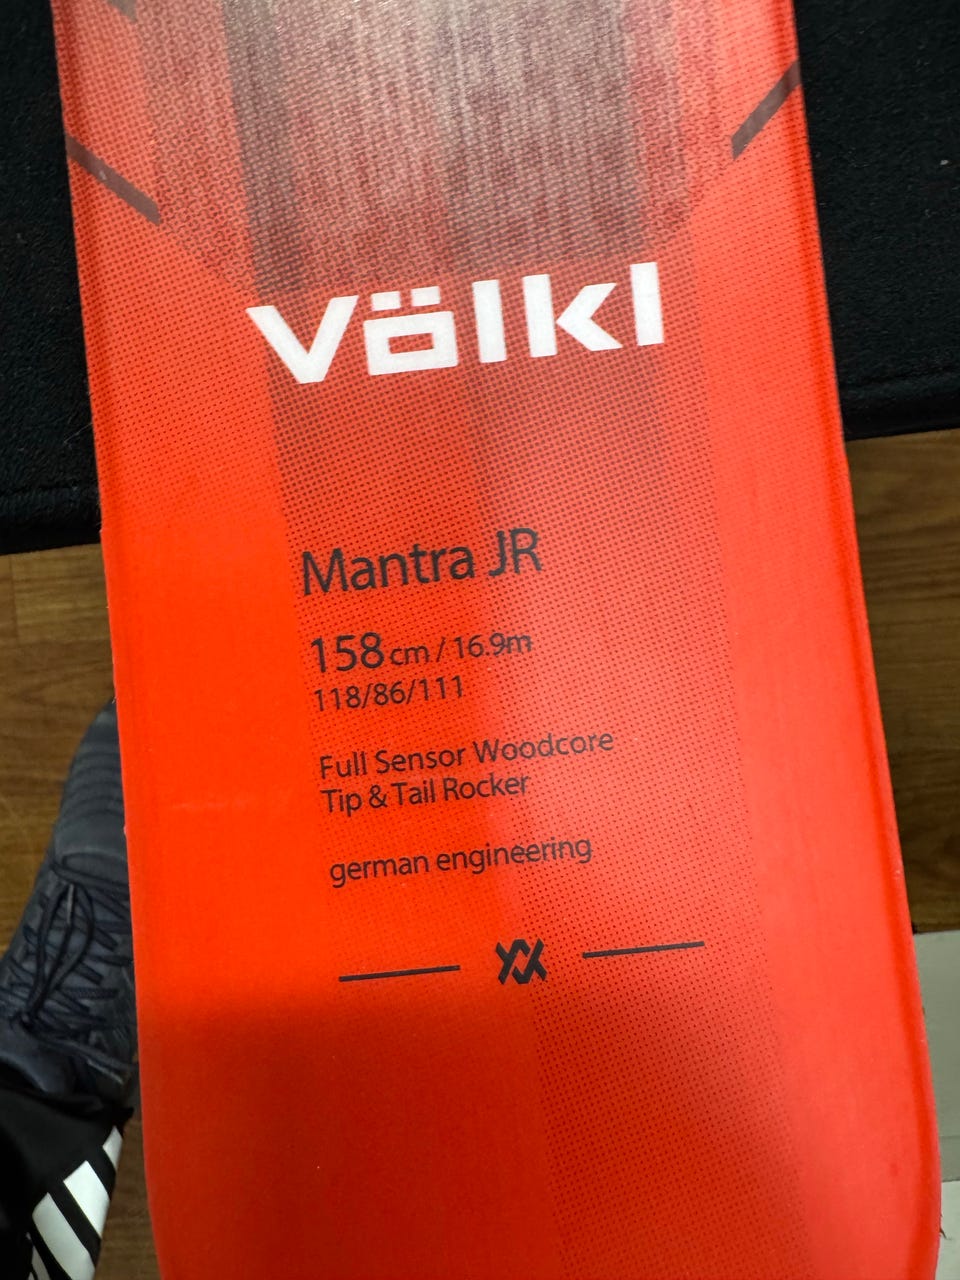 Völkl
Mantra JR
158 cm / 16.9m
118/86/111
Full Sensor Woodcore
Tip & Tail Rocker
german engineering